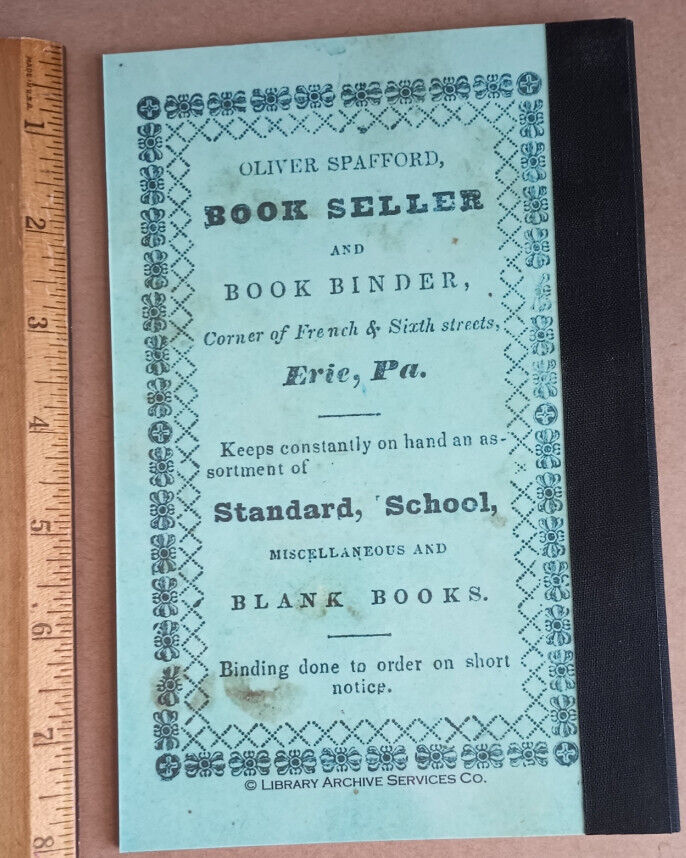 OLIVER SPAFFORD,
BOOK SELLER
AND
BOOK BINDER,
Corner of French & Sixth streets,
Erie, Pa.
Keeps constantly on hand an as-
sortment of
Standard, School,
MISCELLANEOUS AND
BLANK BOOKS.
Binding done to order on short
notice.
© LIBRARY ARCHIVE SERVICES CO.
MADE IN U.S.A.
1
2
3
4
5
6
7
8